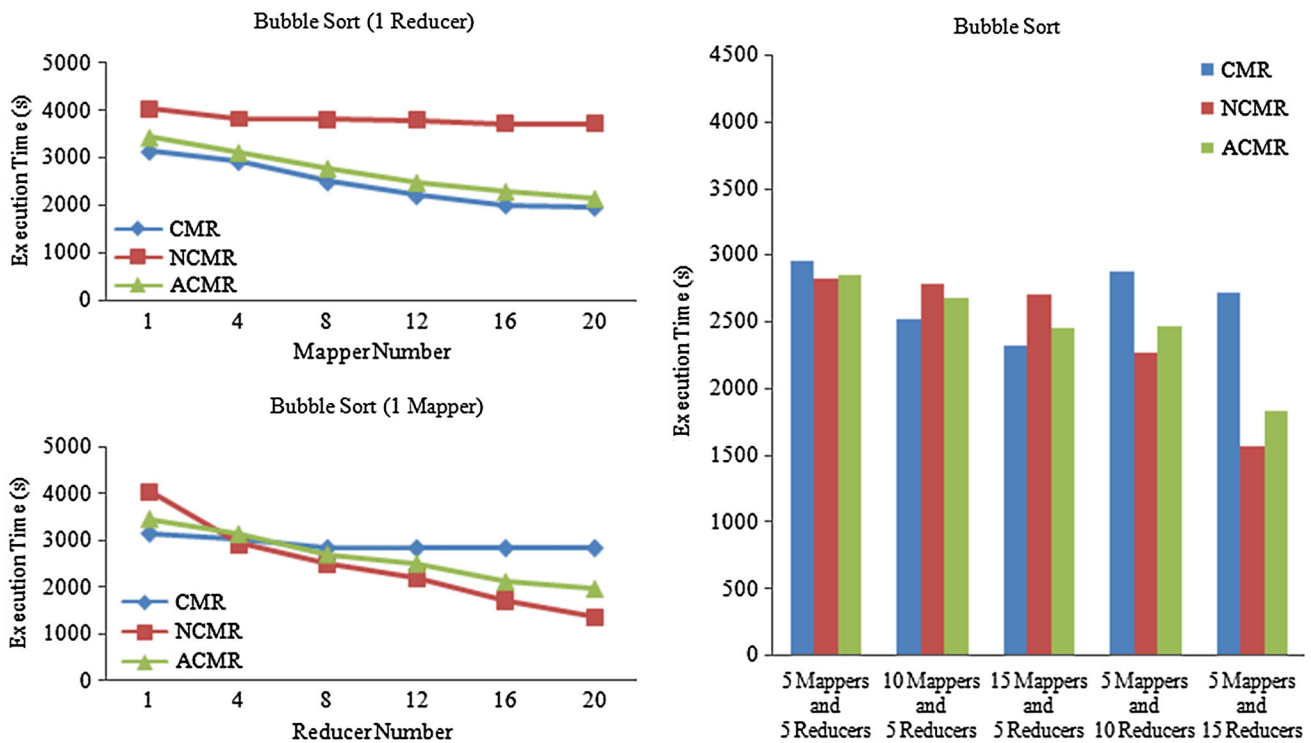 Bubble Sort (1 Reducer)
Execution Time (s)
5000
4000
3000
2000
1000
0
CMR
NCMR
ACMR
1 4 8 12 16 20
Mapper Number
Bubble Sort (1 Mapper)
Execution Time (s)
5000
4000
3000
2000
1000
0
CMR
NCMR
ACMR
1 4 8 12 16 20
Reducer Number
Bubble Sort
Execution Time (s)
4500
4000
3500
3000
2500
2000
1500
1000
500
0
CMR
NCMR
ACMR
5 Mappers 10 Mappers 15 Mappers 5 Mappers 5 Mappers
and and and and and
5 Reducers 5 Reducers 5 Reducers 10 Reducers 15 Reducers